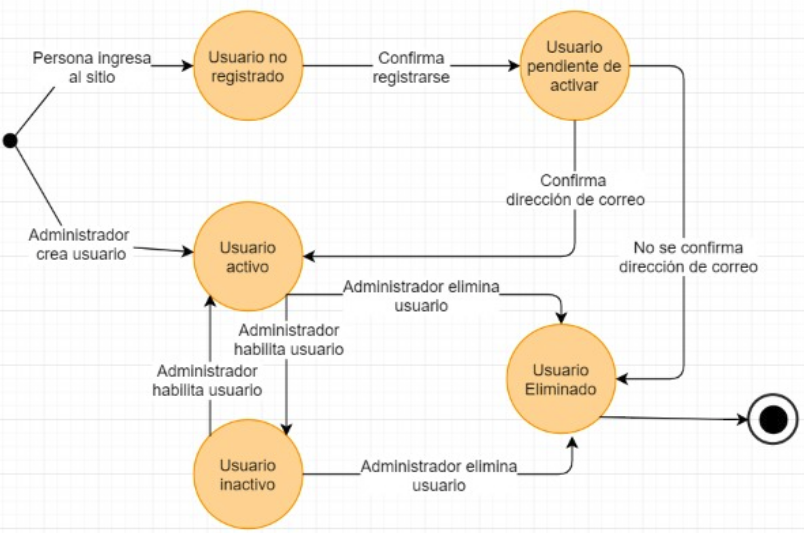 Persona ingresa
al sitio
Usuario no
registrado
Confirma
registrarse
Usuario
pendiente de
activar
Confirma
dirección de correo
No se confirma
dirección de correo
Administrador
crea usuario
Usuario
activo
Administrador elimina
usuario
Administrador
habilita usuario
Administrador
habilita usuario
Usuario
Eliminado
Usuario
inactivo
Administrador elimina
usuario